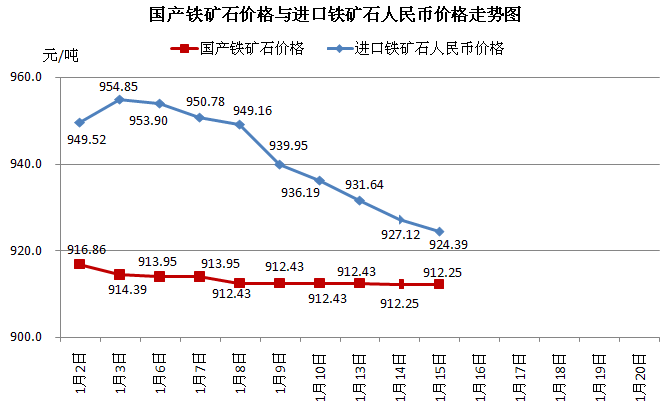 国产铁矿石价格与进口铁矿石人民币价格走势图
国产铁矿石价格 进口铁矿石人民币价格
元/吨
960.0
940.0
920.0
900.0
949.52
954.85
953.90
950.78
949.16
939.95
936.19
931.64
927.12
924.39
916.86
914.39
913.95
913.95
912.43
912.43
912.43
912.43
912.25
912.25
1月2日
1月3日
1月6日
1月7日
1月8日
1月9日
1月10日
1月13日
1月14日
1月15日
1月16日
1月17日
1月18日
1月19日
1月20日